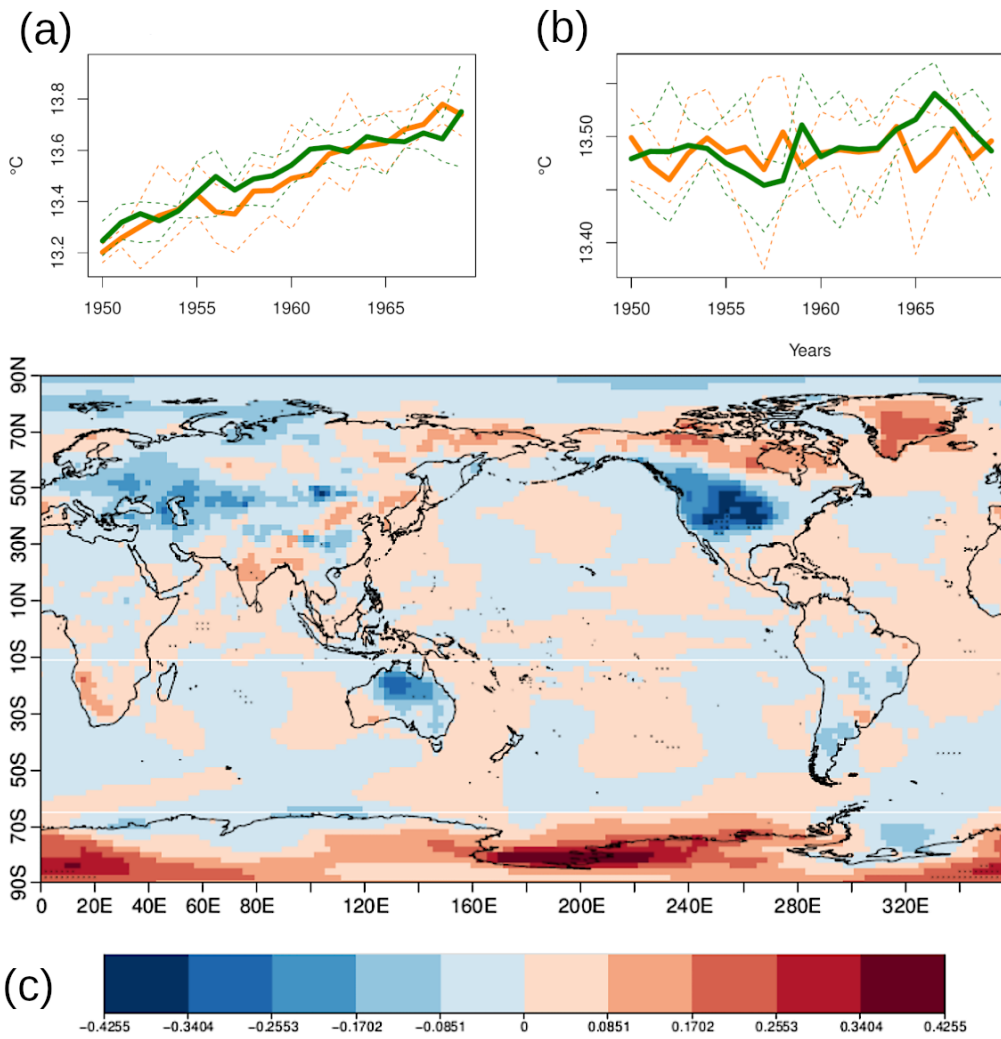 (a)
(b)
°C
13.2 13.4 13.6 13.8
1950 1955 1960 1965
°C
13.40 13.50
1950 1955 1960 1965
Years
90N
70N
50N
30N
10N
10S
30S
50S
70S
90S
0 20E 40E 60E 80E 120E 160E 200E 240E 280E 320E
(c)
−0.4255 −0.3404 −0.2553 −0.1702 −0.0851 0 0.0851 0.1702 0.2553 0.3404 0.4255